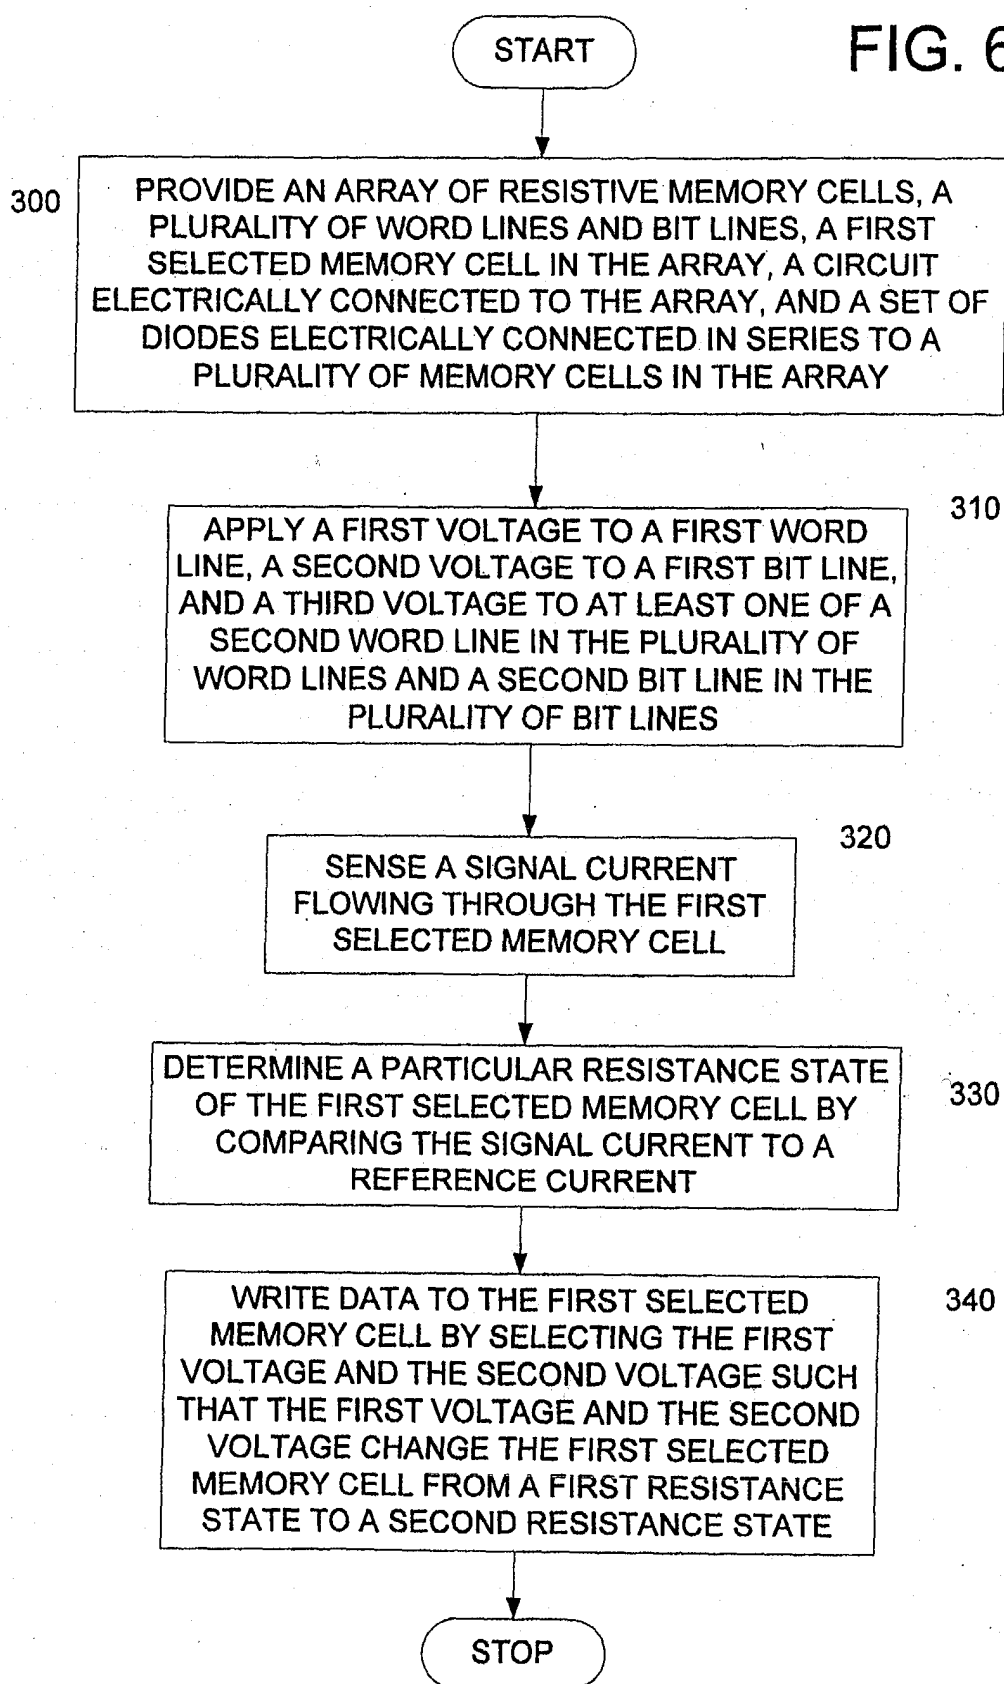 START
FIG. 6
300
PROVIDE AN ARRAY OF RESISTIVE MEMORY CELLS, A
PLURALITY OF WORD LINES AND BIT LINES, A FIRST
SELECTED MEMORY CELL IN THE ARRAY, A CIRCUIT
ELECTRICALLY CONNECTED TO THE ARRAY, AND A SET OF
DIODES ELECTRICALLY CONNECTED IN SERIES TO A
PLURALITY OF MEMORY CELLS IN THE ARRAY
310
APPLY A FIRST VOLTAGE TO A FIRST WORD
LINE, A SECOND VOLTAGE TO A FIRST BIT LINE,
AND A THIRD VOLTAGE TO AT LEAST ONE OF A
SECOND WORD LINE IN THE PLURALITY OF
WORD LINES AND A SECOND BIT LINE IN THE
PLURALITY OF BIT LINES
320
SENSE A SIGNAL CURRENT
FLOWING THROUGH THE FIRST
SELECTED MEMORY CELL
330
DETERMINE A PARTICULAR RESISTANCE STATE
OF THE FIRST SELECTED MEMORY CELL BY
COMPARING THE SIGNAL CURRENT TO A
REFERENCE CURRENT
340
WRITE DATA TO THE FIRST SELECTED
MEMORY CELL BY SELECTING THE FIRST
VOLTAGE AND THE SECOND VOLTAGE SUCH
THAT THE FIRST VOLTAGE AND THE SECOND
VOLTAGE CHANGE THE FIRST SELECTED
MEMORY CELL FROM A FIRST RESISTANCE
STATE TO A SECOND RESISTANCE STATE
STOP